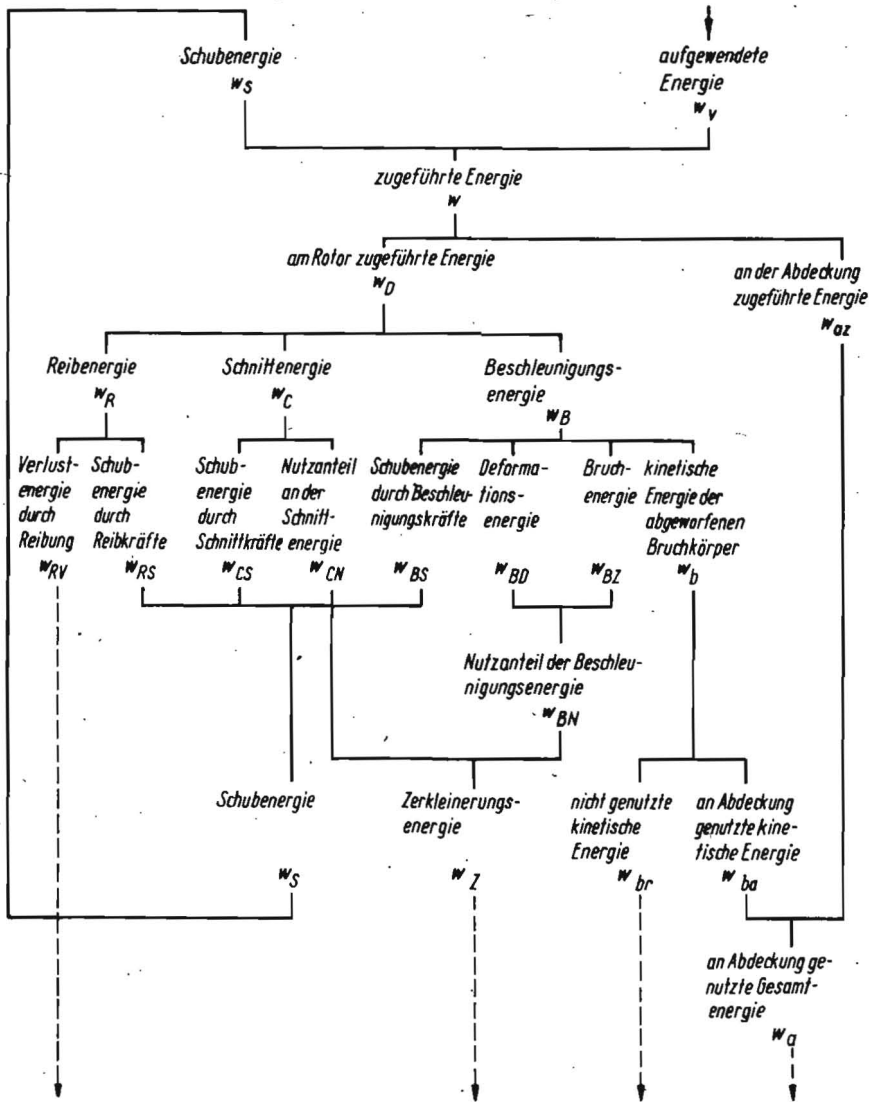 Schubenergie
w_S
aufgewendete
Energie
w_v
zugeführte Energie
w
am Rotor zugeführte Energie
w_D
an der Abdeckung
zugeführte Energie
w_az
Reibenergie
w_R
Schnittenergie
w_C
Beschleunigungs-
energie
w_B
Verlust-
energie
durch
Reibung
w_RV
Schub-
energie
durch
Reibkräfte
w_RS
Schub-
energie
durch
Schnittkräfte
w_CS
Nutzanteil
an der
Schnitt-
energie
w_CN
Schubenergie
durch Beschleu-
nigungskräfte
w_BS
Deforma-
tions-
energie
w_BD
Bruch-
energie
w_BZ
kinetische
Energie der
abgeworfenen
Bruchkörper
w_b
Nutzanteil der Beschleu-
nigungsenergie
w_BN
Schubenergie
w_S
Zerkleinerungs-
energie
w_Z
nicht genutzte
kinetische
Energie
w_br
an Abdeckung
genutzte kine-
tische Energie
w_ba
an Abdeckung ge-
nutzte Gesamt-
energie
w_a